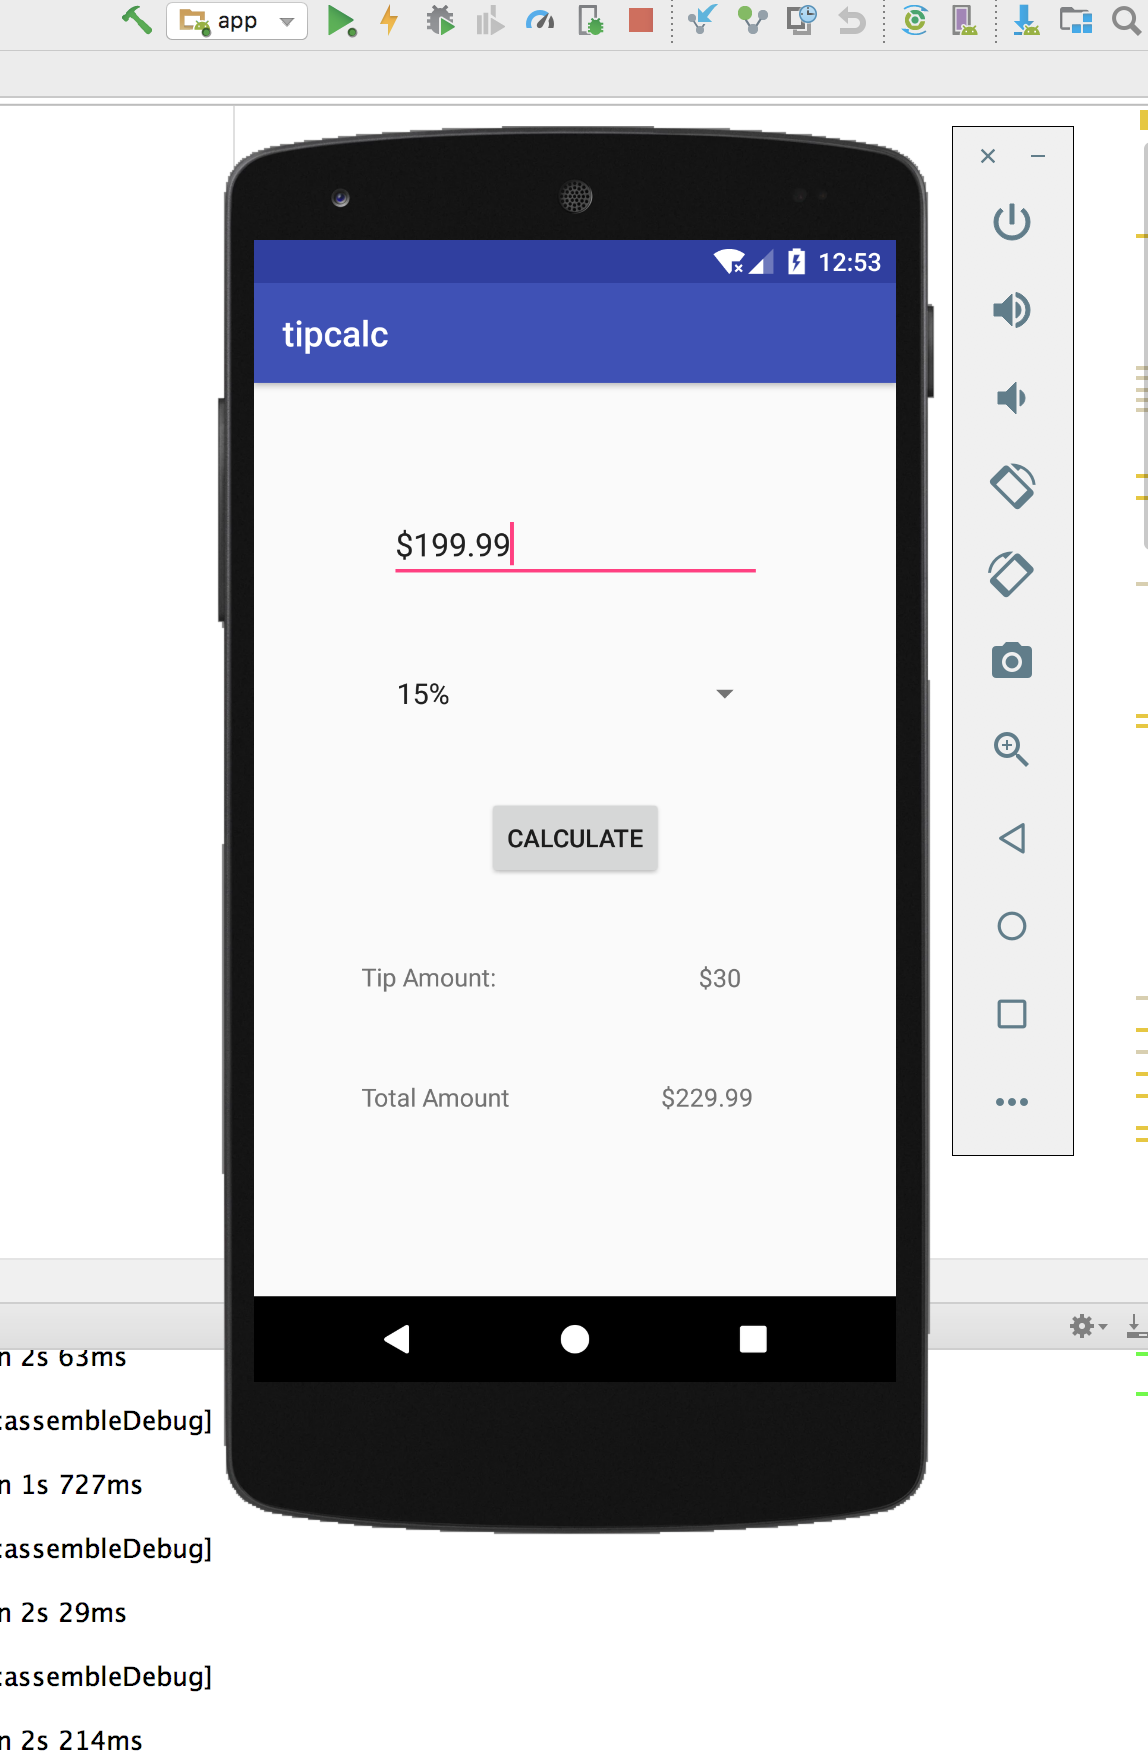 app
12:53
tipcalc
$199.99
15%
CALCULATE
Tip Amount: $30
Total Amount $229.99
n 2s 63ms
:assembleDebug]
n 1s 727ms
:assembleDebug]
n 2s 29ms
:assembleDebug]
n 2s 214ms